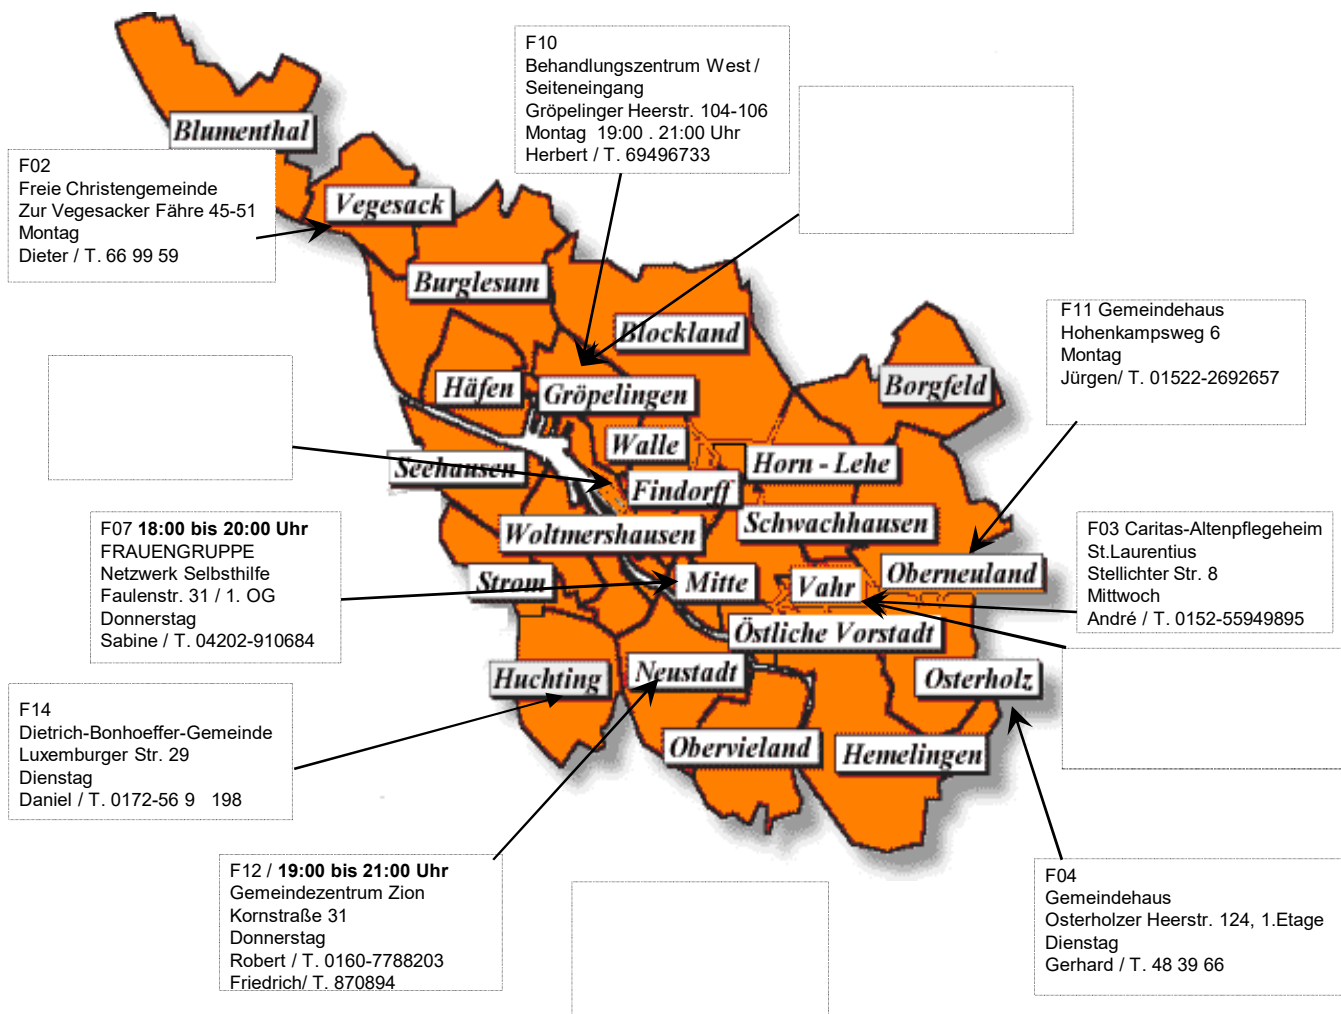 F10
Behandlungszentrum West /
Seiteneingang
Gröpelinger Heerstr. 104-106
Montag 19:00 . 21:00 Uhr
Herbert / T. 69496733
Blumenthal
F02
Freie Christengemeinde
Zur Vegesacker Fähre 45-51
Montag
Dieter / T. 66 99 59
Vegesack
Burglesum
Blockland
F11 Gemeindehaus
Hohenkampsweg 6
Montag
Jürgen/ T. 01522-2692657
Häfen
Gröpelingen
Borgfeld
Walle
Seehausen
Findorff
Horn - Lehe
Woltmershausen
Schwachhausen
F07 18:00 bis 20:00 Uhr
FRAUENGRUPPE
Netzwerk Selbsthilfe
Faulenstr. 31 / 1. OG
Donnerstag
Sabine / T. 04202-910684
Strom
Mitte
Vahr
Oberneuland
F03 Caritas-Altenpflegeheim
St.Laurentius
Stellichter Str. 8
Mittwoch
André / T. 0152-55949895
Östliche Vorstadt
Huchting
Neustadt
Osterholz
F14
Dietrich-Bonhoeffer-Gemeinde
Luxemburger Str. 29
Dienstag
Daniel / T. 0172-56 9 198
Obervieland
Hemelingen
F12 / 19:00 bis 21:00 Uhr
Gemeindezentrum Zion
Kornstraße 31
Donnerstag
Robert / T. 0160-7788203
Friedrich/ T. 870894
F04
Gemeindehaus
Osterholzer Heerstr. 124, 1.Etage
Dienstag
Gerhard / T. 48 39 66